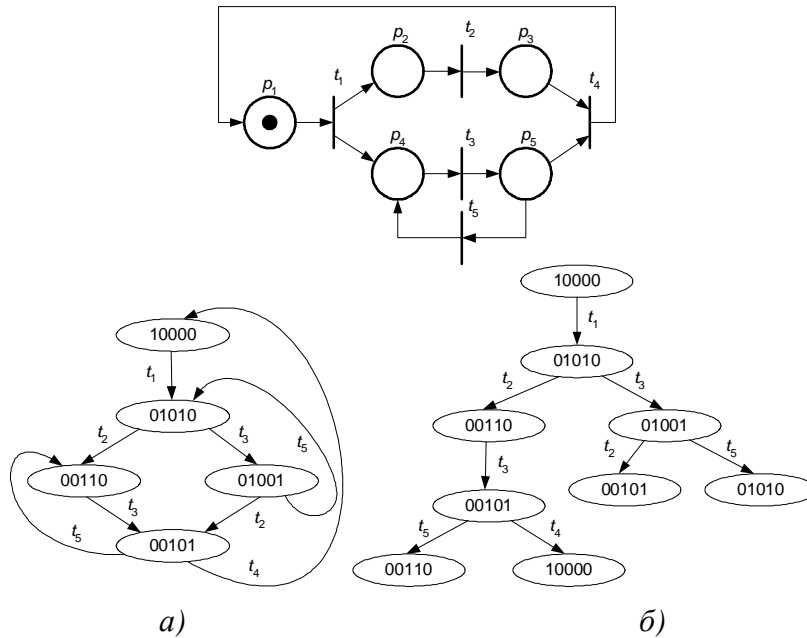 p₂ t₂ p₃
p₁ t₁ t₄
p₄ t₃ p₅
t₅
10000
t₁
01010
t₂ t₃ t₅
00110 01001
t₃ t₂
t₅ 00101
t₄
а)
10000
t₁
01010
t₂ t₃
00110 01001
t₃ t₂ t₅
00101 00101 01010
t₅ t₄
00110 10000
б)